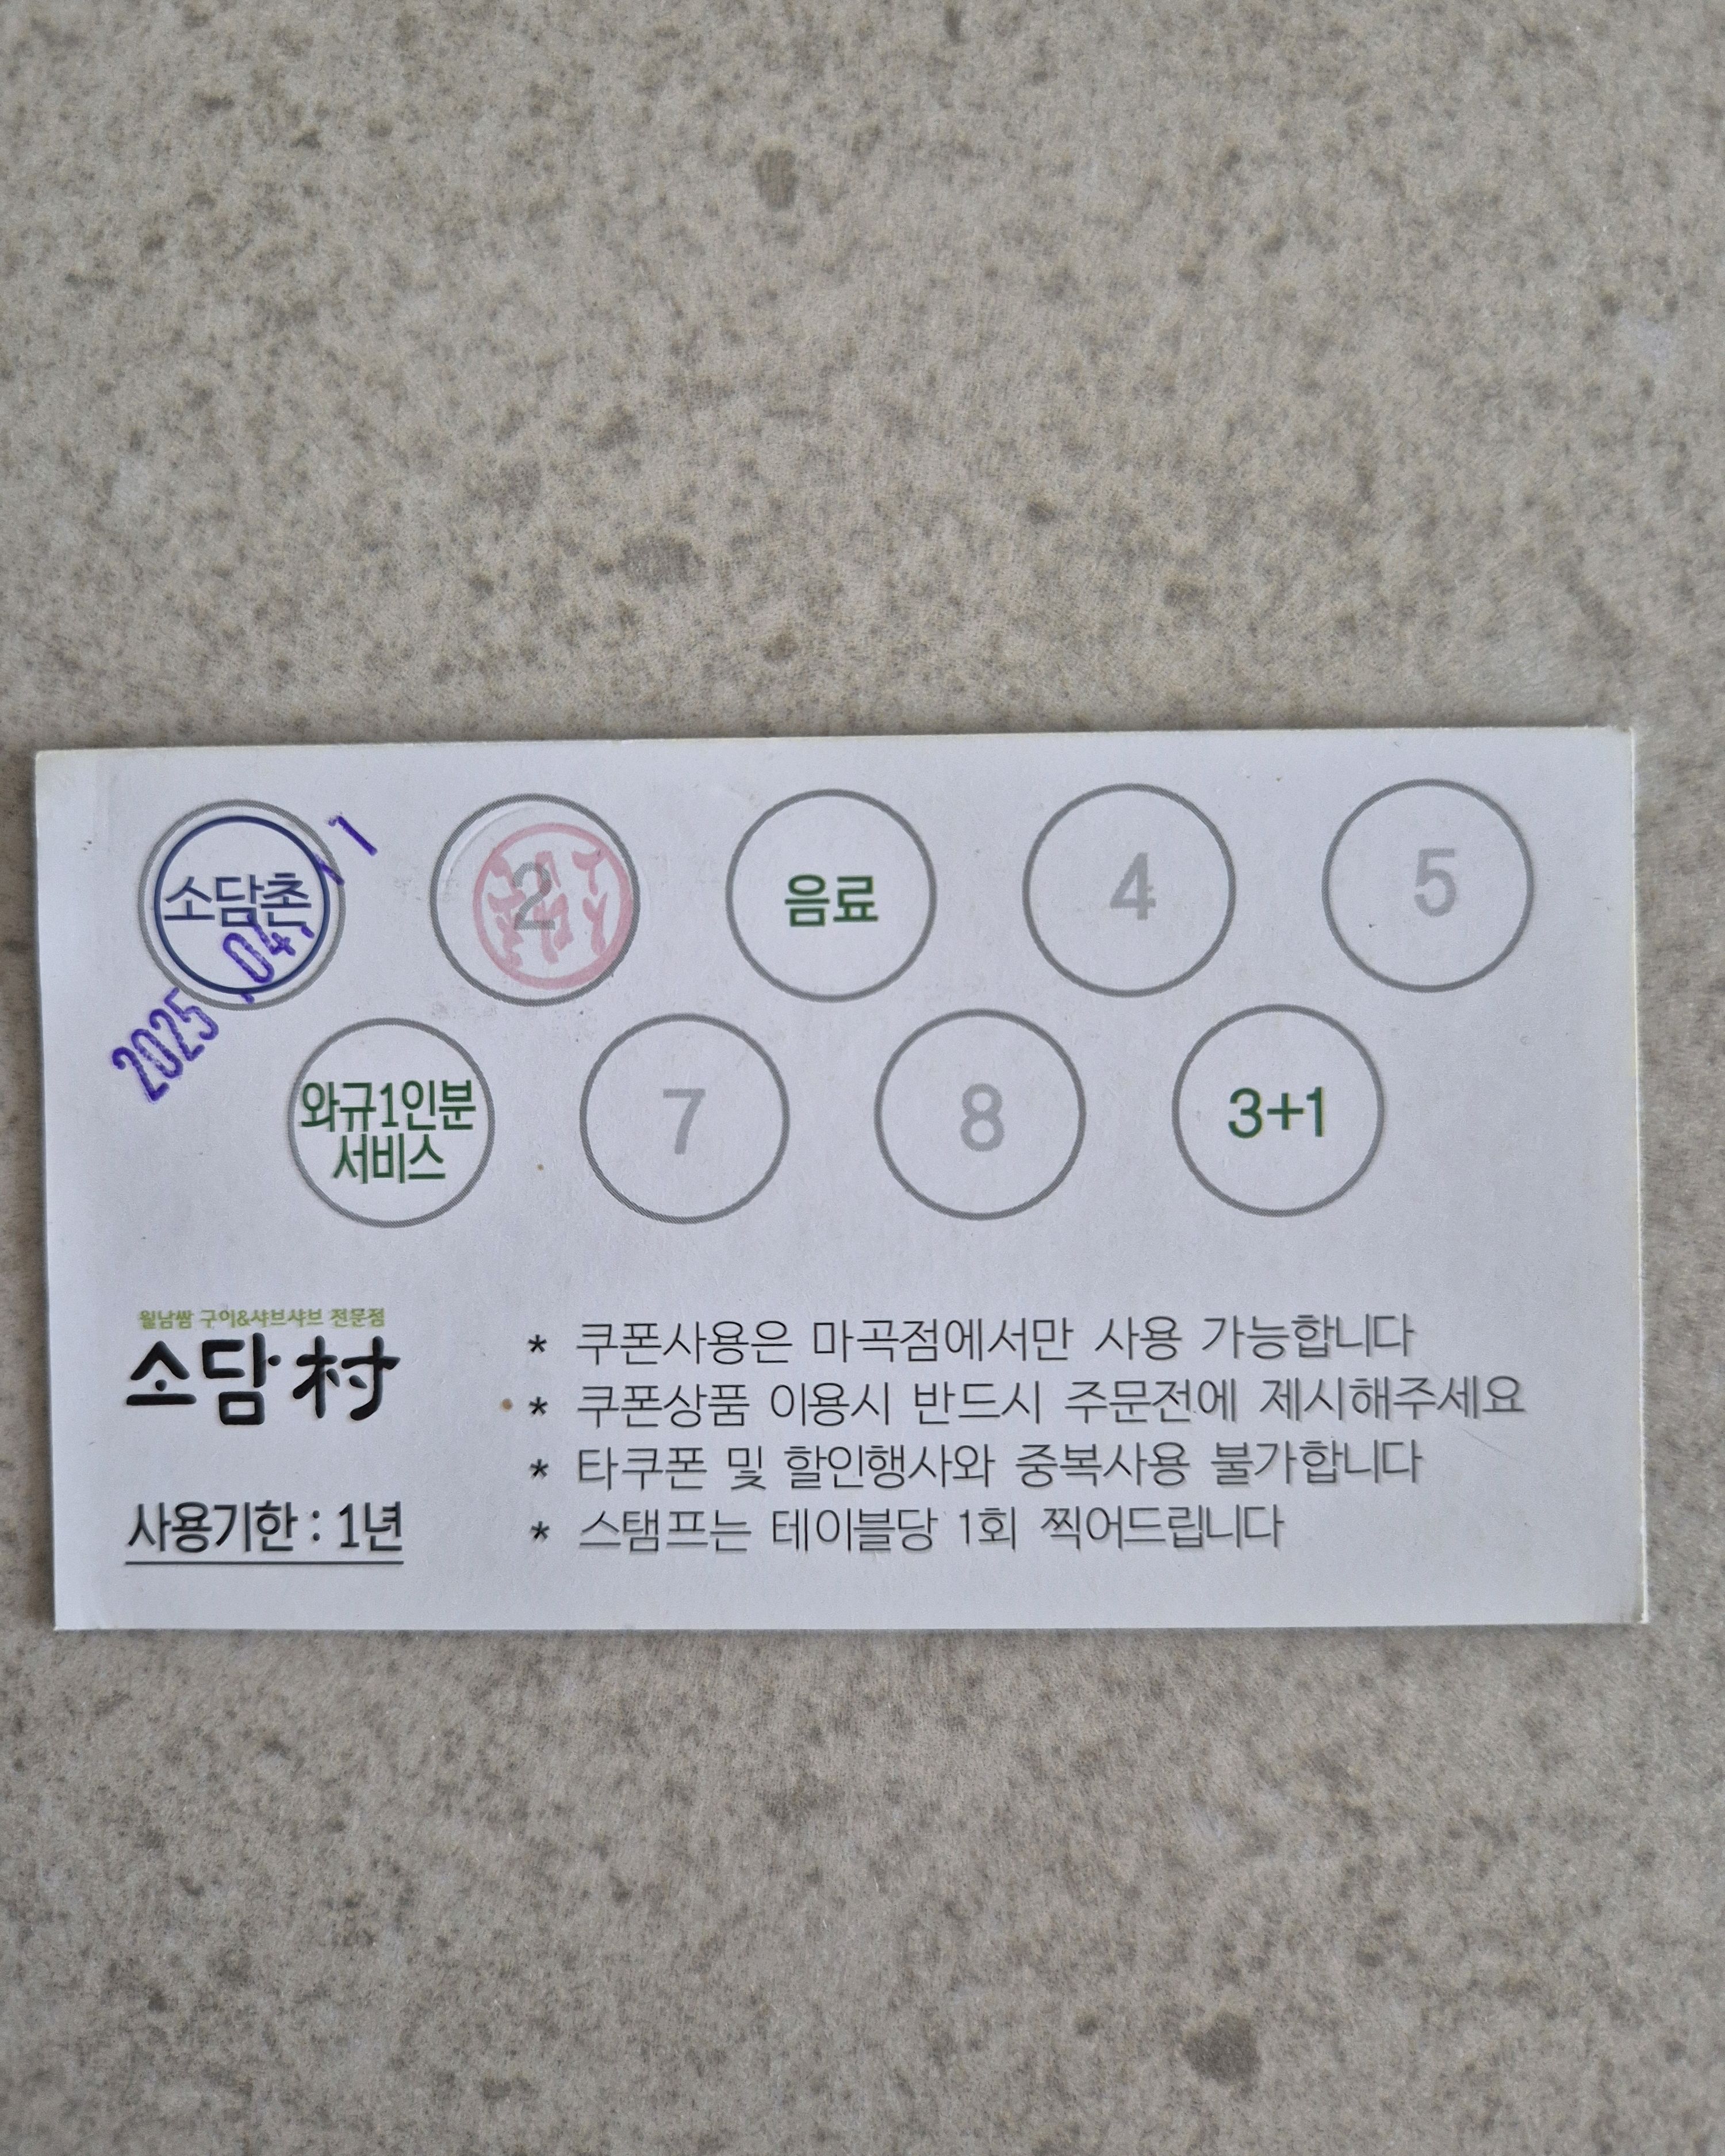 소담촌
2025 .04, 1 1
2
음료
4
5
와규1인분
서비스
7
8
3+1
월남쌈 구이&샤브샤브 전문점
소담村
사용기한 : 1년
* 쿠폰사용은 마곡점에서만 사용 가능합니다
* 쿠폰상품 이용시 반드시 주문전에 제시해주세요
* 타쿠폰 및 할인행사와 중복사용 불가합니다
* 스탬프는 테이블당 1회 찍어드립니다